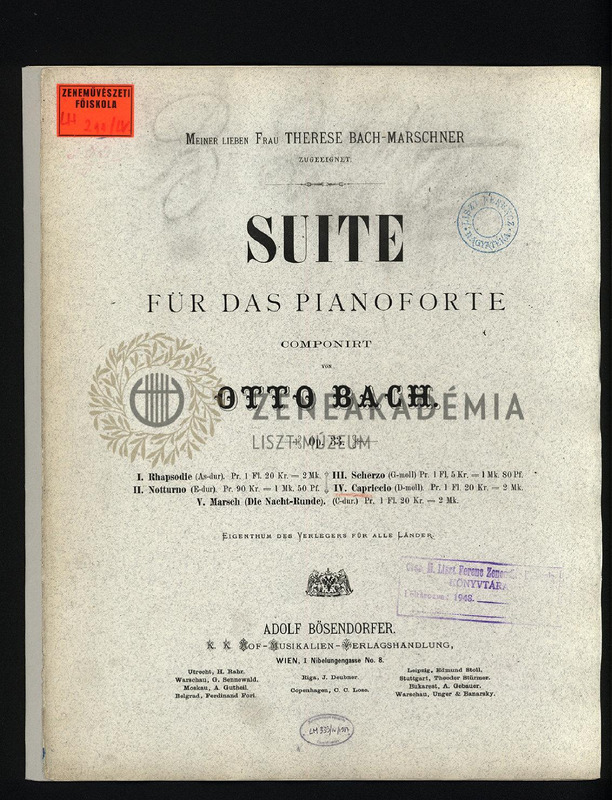 ZENEMŰVÉSZETI
FŐISKOLA
MEINER LIEBEN FRAU THERESE BACH-MARSCHNER
ZUGEEIGNET.
SUITE
FÜR DAS PIANOFORTE
COMPONIRT
VON
OTTO BACH.
ZENEAKADÉMIA
LISZT MÚZEUM
Op. 33.
I. Rhapsodie (As-dur). Pr. 1 Fl. 20 Kr. = 2 Mk.
II. Notturno (E-dur). Pr. 90 Kr. = 1 Mk. 50 Pf.
III. Scherzo (G-moll) Pr. 1 Fl. 5 Kr. = 1 Mk. 80 Pf.
IV. Capriccio (D-moll). Pr. 1 Fl. 20 Kr. = 2 Mk.
V. Marsch (Die Nacht-Runde). (C-dur.) Pr. 1 Fl. 20 Kr. = 2 Mk.
EIGENTHUM DES VERLEGERS FÜR ALLE LÄNDER.
Liszt Ferenc
KÖNYVTÁRA
1948.
ADOLF BÖSENDORFER.
K. K. HOF-MUSIKALIEN-VERLAGSHANDLUNG,
WIEN, I Nibelungengasse No. 8.
Utrecht, H. Rahr.
Warschau, G. Sennewald.
Moskau, A. Gutheil.
Belgrad, Ferdinand Fori.
Riga, J. Deubner.
Copenhagen, C. C. Lose.
Leipzig, Edmund Stoll.
Stuttgart, Theodor Stürmer.
Bukarest, A. Gebauer.
Warschau, Unger & Banarsky.